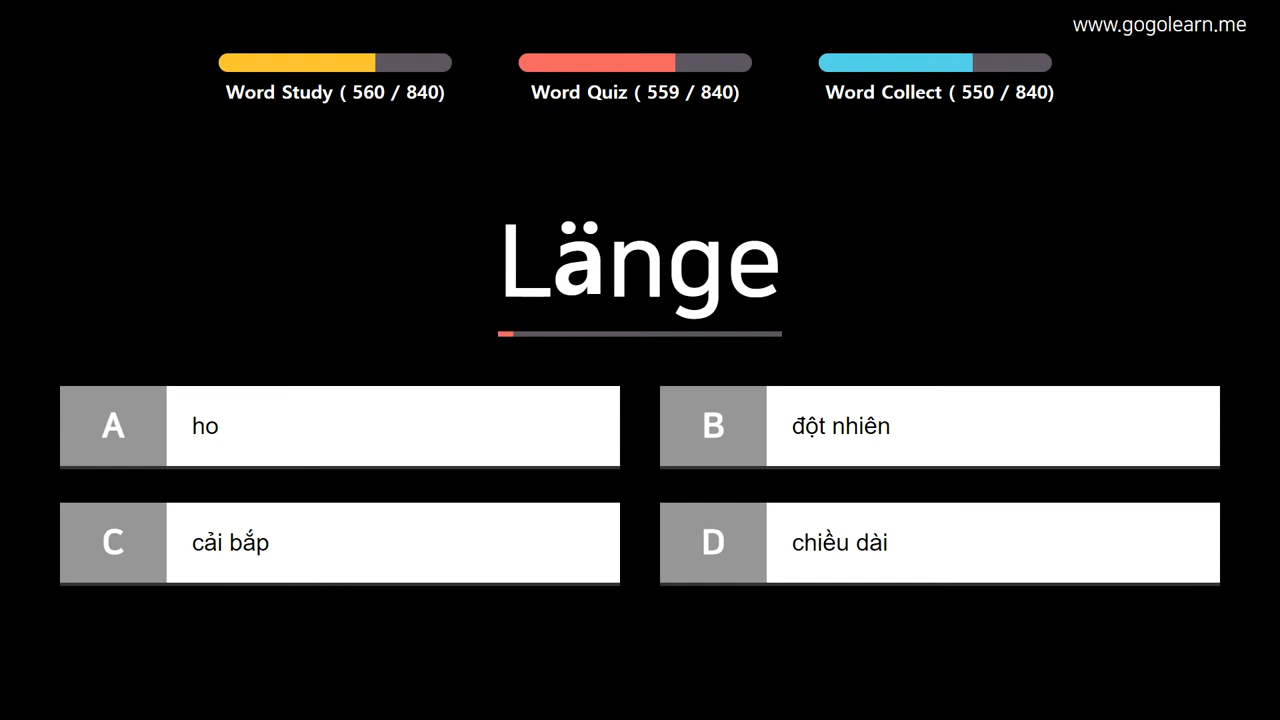 www.gogolearn.me
Word Study ( 560 / 840)
Word Quiz ( 559 / 840)
Word Collect ( 550 / 840)
Länge
A ho
B đột nhiên
C cải bắp
D chiều dài